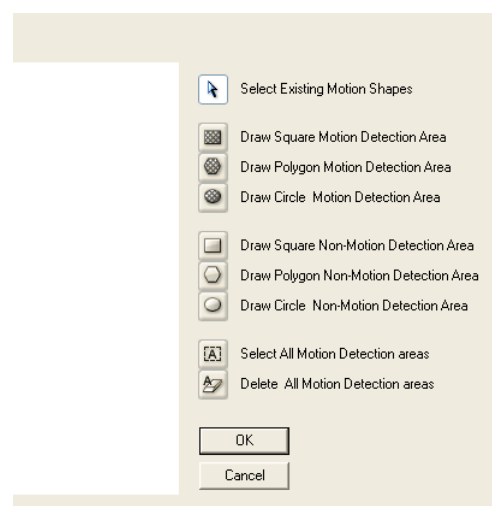 Select Existing Motion Shapes
Draw Square Motion Detection Area
Draw Polygon Motion Detection Area
Draw Circle Motion Detection Area
Draw Square Non-Motion Detection Area
Draw Polygon Non-Motion Detection Area
Draw Circle Non-Motion Detection Area
A Select All Motion Detection areas
A Delete All Motion Detection areas
OK
Cancel